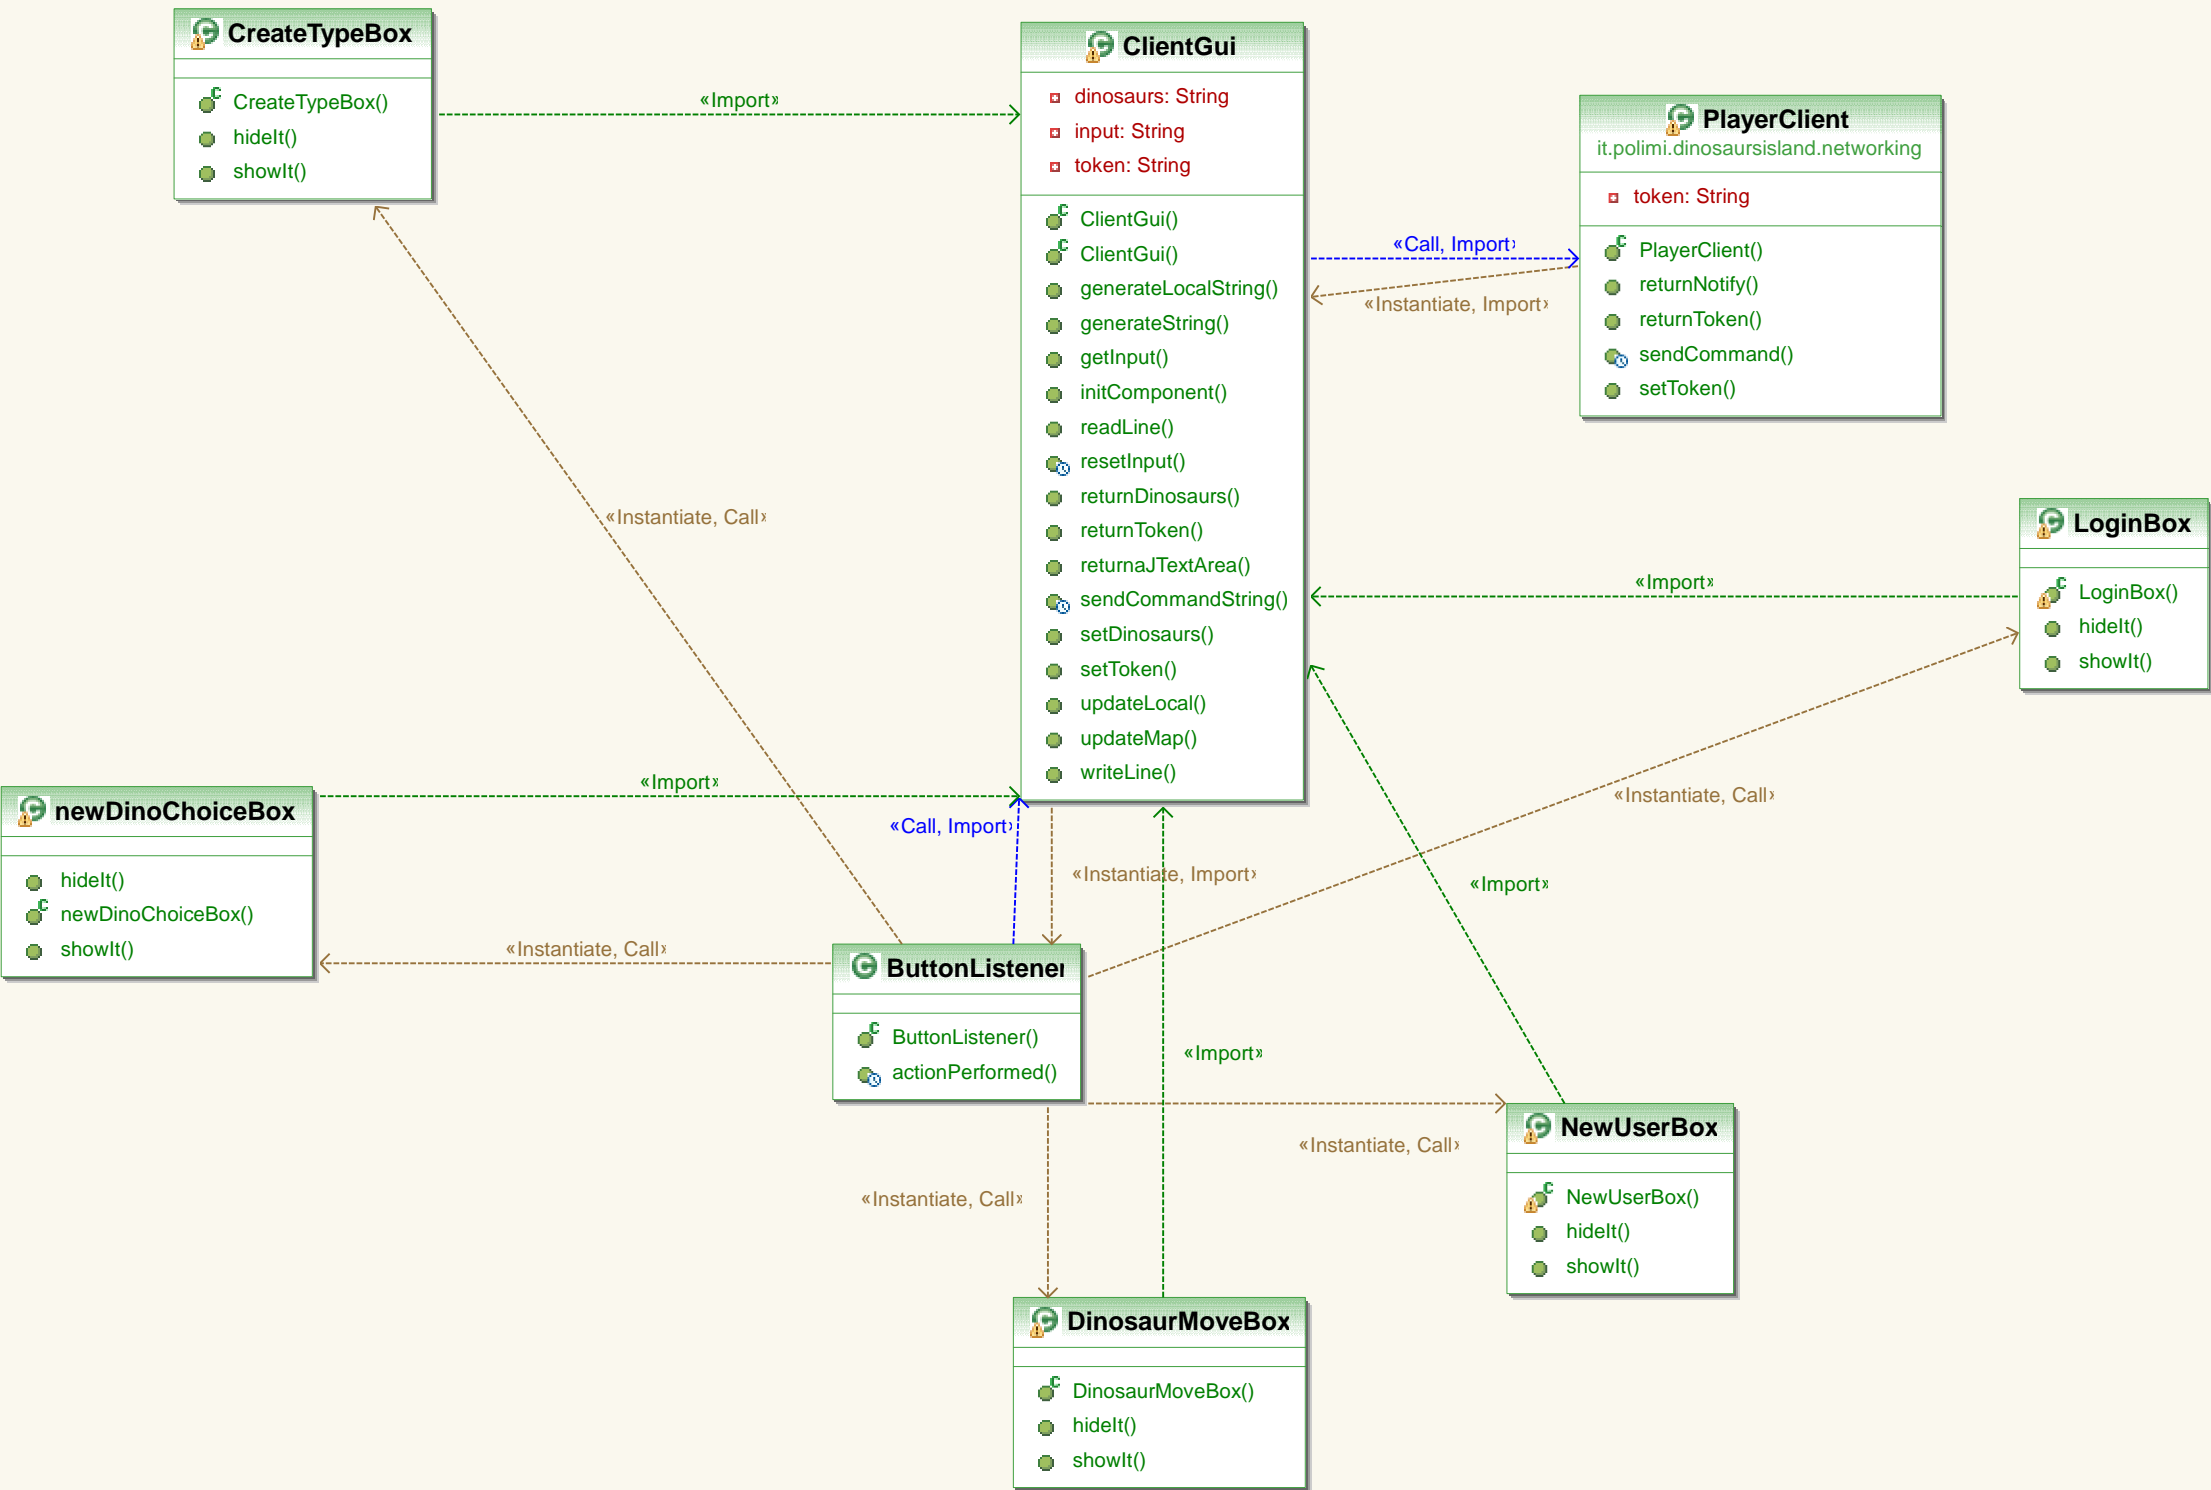 CreateTypeBox
CreateTypeBox()
hideIt()
showIt()
«Import»
ClientGui
dinosaurs: String
input: String
token: String
ClientGui()
ClientGui()
generateLocalString()
generateString()
getInput()
initComponent()
readLine()
resetInput()
returnDinosaurs()
returnToken()
returnaJTextArea()
sendCommandString()
setDinosaurs()
setToken()
updateLocal()
updateMap()
writeLine()
«Call, Import»
«Instantiate, Import»
PlayerClient
it.polimi.dinosaursisland.networking
token: String
PlayerClient()
returnNotify()
returnToken()
sendCommand()
setToken()
«Instantiate, Call»
«Import»
LoginBox
LoginBox()
hideIt()
showIt()
«Import»
newDinoChoiceBox
hideIt()
newDinoChoiceBox()
showIt()
«Call, Import»
«Instantiate, Import»
«Instantiate, Call»
«Import»
«Instantiate, Call»
ButtonListener
ButtonListener()
actionPerformed()
«Import»
«Instantiate, Call»
«Instantiate, Call»
NewUserBox
NewUserBox()
hideIt()
showIt()
DinosaurMoveBox
DinosaurMoveBox()
hideIt()
showIt()